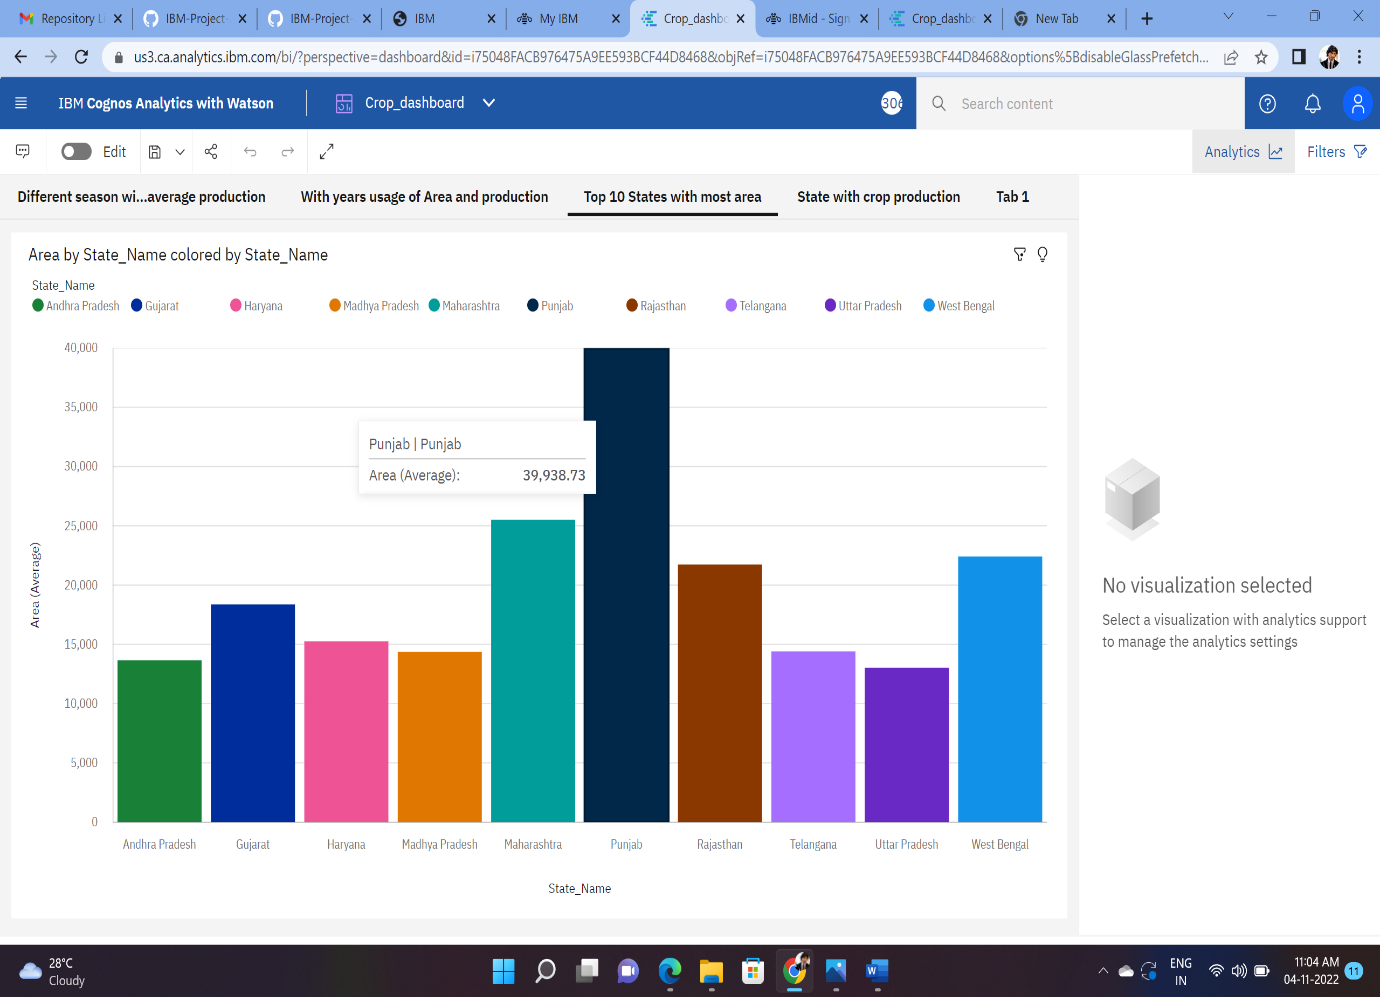 Repository Li
IBM-Project-
IBM-Project-
IBM
My IBM
Crop_dashbo
IBMid - Sign
Crop_dashbo
New Tab
us3.ca.analytics.ibm.com/bi/?perspective=dashboard&id=i75048FACB976475A9EE593BCF44D8468&objRef=i75048FACB976475A9EE593BCF44D8468&options%5BdisableGlassPrefetch...
IBM Cognos Analytics with Watson
Crop_dashboard
306
Search content
Edit
Analytics
Filters
Different season wi...average production
With years usage of Area and production
Top 10 States with most area
State with crop production
Tab 1
Area by State_Name colored by State_Name
State_Name
Andhra Pradesh
Gujarat
Haryana
Madhya Pradesh
Maharashtra
Punjab
Rajasthan
Telangana
Uttar Pradesh
West Bengal
40,000
35,000
30,000
25,000
20,000
15,000
10,000
5,000
0
Area (Average)
Punjab | Punjab
Area (Average): 39,938.73
Andhra Pradesh
Gujarat
Haryana
Madhya Pradesh
Maharashtra
Punjab
Rajasthan
Telangana
Uttar Pradesh
West Bengal
State_Name
No visualization selected
Select a visualization with analytics support
to manage the analytics settings
28°C
Cloudy
ENG
IN
11:04 AM
04-11-2022
11